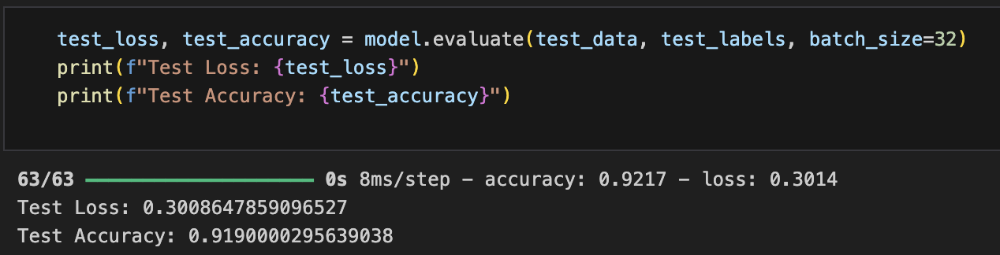 test_loss, test_accuracy = model.evaluate(test_data, test_labels, batch_size=32)
print(f"Test Loss: {test_loss}")
print(f"Test Accuracy: {test_accuracy}")
63/63 ━━━━━━━━━━━━━━━━━━━━ 0s 8ms/step – accuracy: 0.9217 – loss: 0.3014
Test Loss: 0.3008647859096527
Test Accuracy: 0.9190000295639038